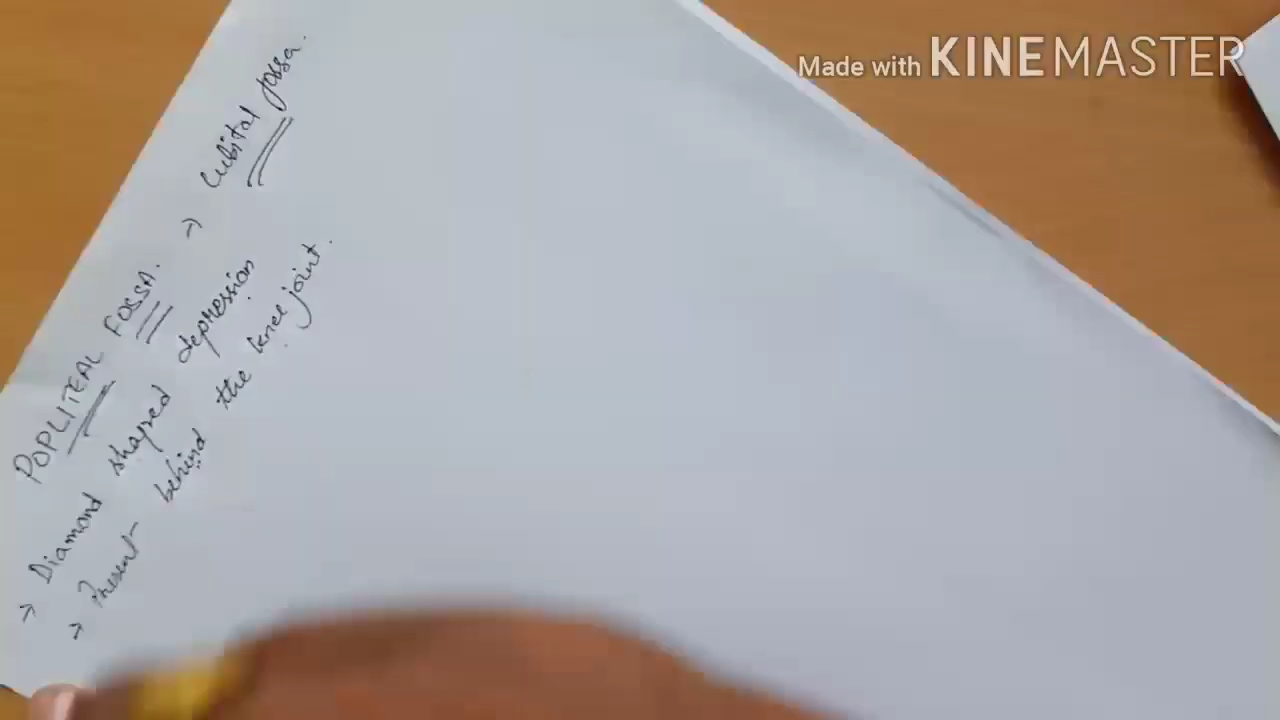 Made with KINEMASTER
POPLITEAL FOSSA. → Cubital fossa.
→ Diamond shaped depression
→ Present behind the knee joint.